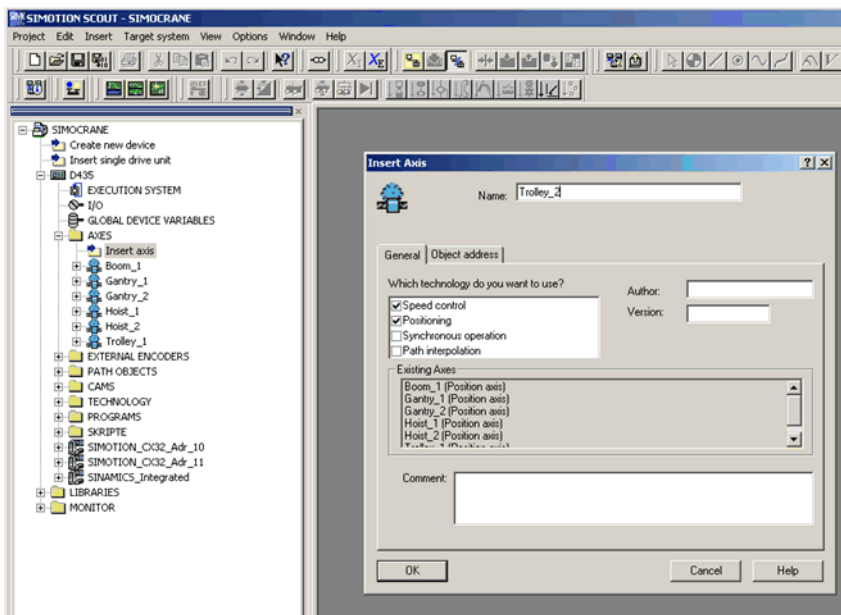 SIMOTION SCOUT - SIMOCRANE
Project Edit Insert Target system View Options Window Help
SIMOCRANE
Create new device
Insert single drive unit
D435
EXECUTION SYSTEM
I/O
GLOBAL DEVICE VARIABLES
AXES
Insert axis
Boom_1
Gantry_1
Gantry_2
Hoist_1
Hoist_2
Trolley_1
EXTERNAL ENCODERS
PATH OBJECTS
CAMS
TECHNOLOGY
PROGRAMS
SKRIPTE
SIMOTION_CX32_Adr_10
SIMOTION_CX32_Adr_11
SINAMICS_Integrated
LIBRARIES
MONITOR
Insert Axis
Name: Trolley_2
General Object address
Which technology do you want to use?
Speed control
Positioning
Synchronous operation
Path interpolation
Author:
Version:
Existing Axes
Boom_1 (Position axis)
Gantry_1 (Position axis)
Gantry_2 (Position axis)
Hoist_1 (Position axis)
Hoist_2 (Position axis)
Trolley_1 (Position axis)
Comment:
OK Cancel Help